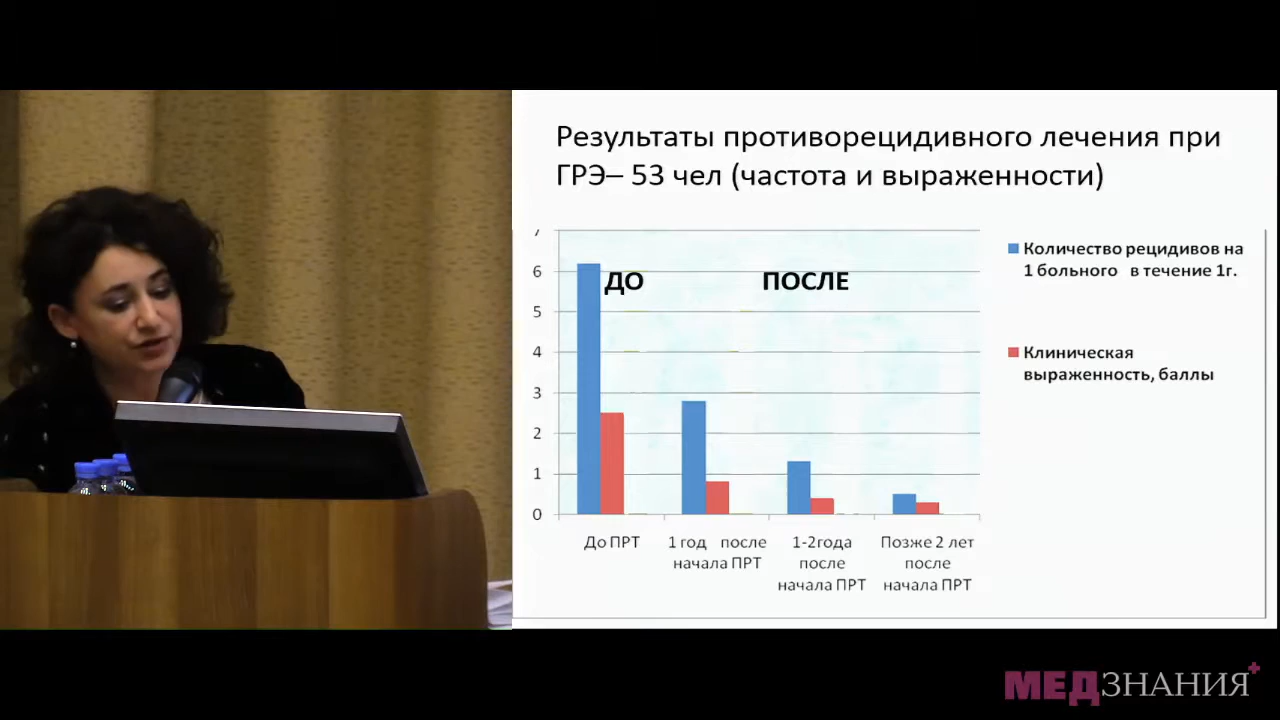 Результаты противорецидивного лечения при
ГРЭ– 53 чел (частота и выраженности)
7
6
5
4
3
2
1
0
ДО
ПОСЛЕ
До ПРТ
1 год после
начала ПРТ
1-2года
после
начала ПРТ
Позже 2 лет
после
начала ПРТ
Количество рецидивов на
1 больного в течение 1г.
Клиническая
выраженность, баллы
МЕДЗНАНИЯ+